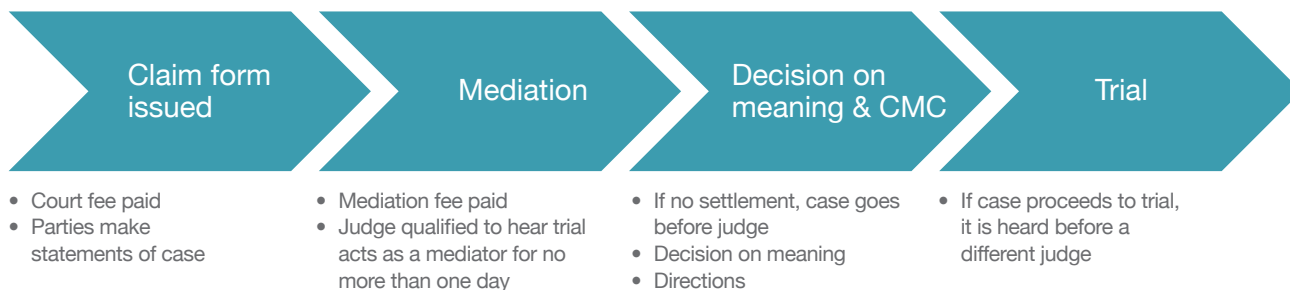 Claim form
issued
Mediation
Decision on
meaning & CMC
Trial
• Court fee paid
• Parties make
statements of case
• Mediation fee paid
• Judge qualified to hear trial
acts as a mediator for no
more than one day
• If no settlement, case goes
before judge
• Decision on meaning
• Directions
• If case proceeds to trial,
it is heard before a
different judge